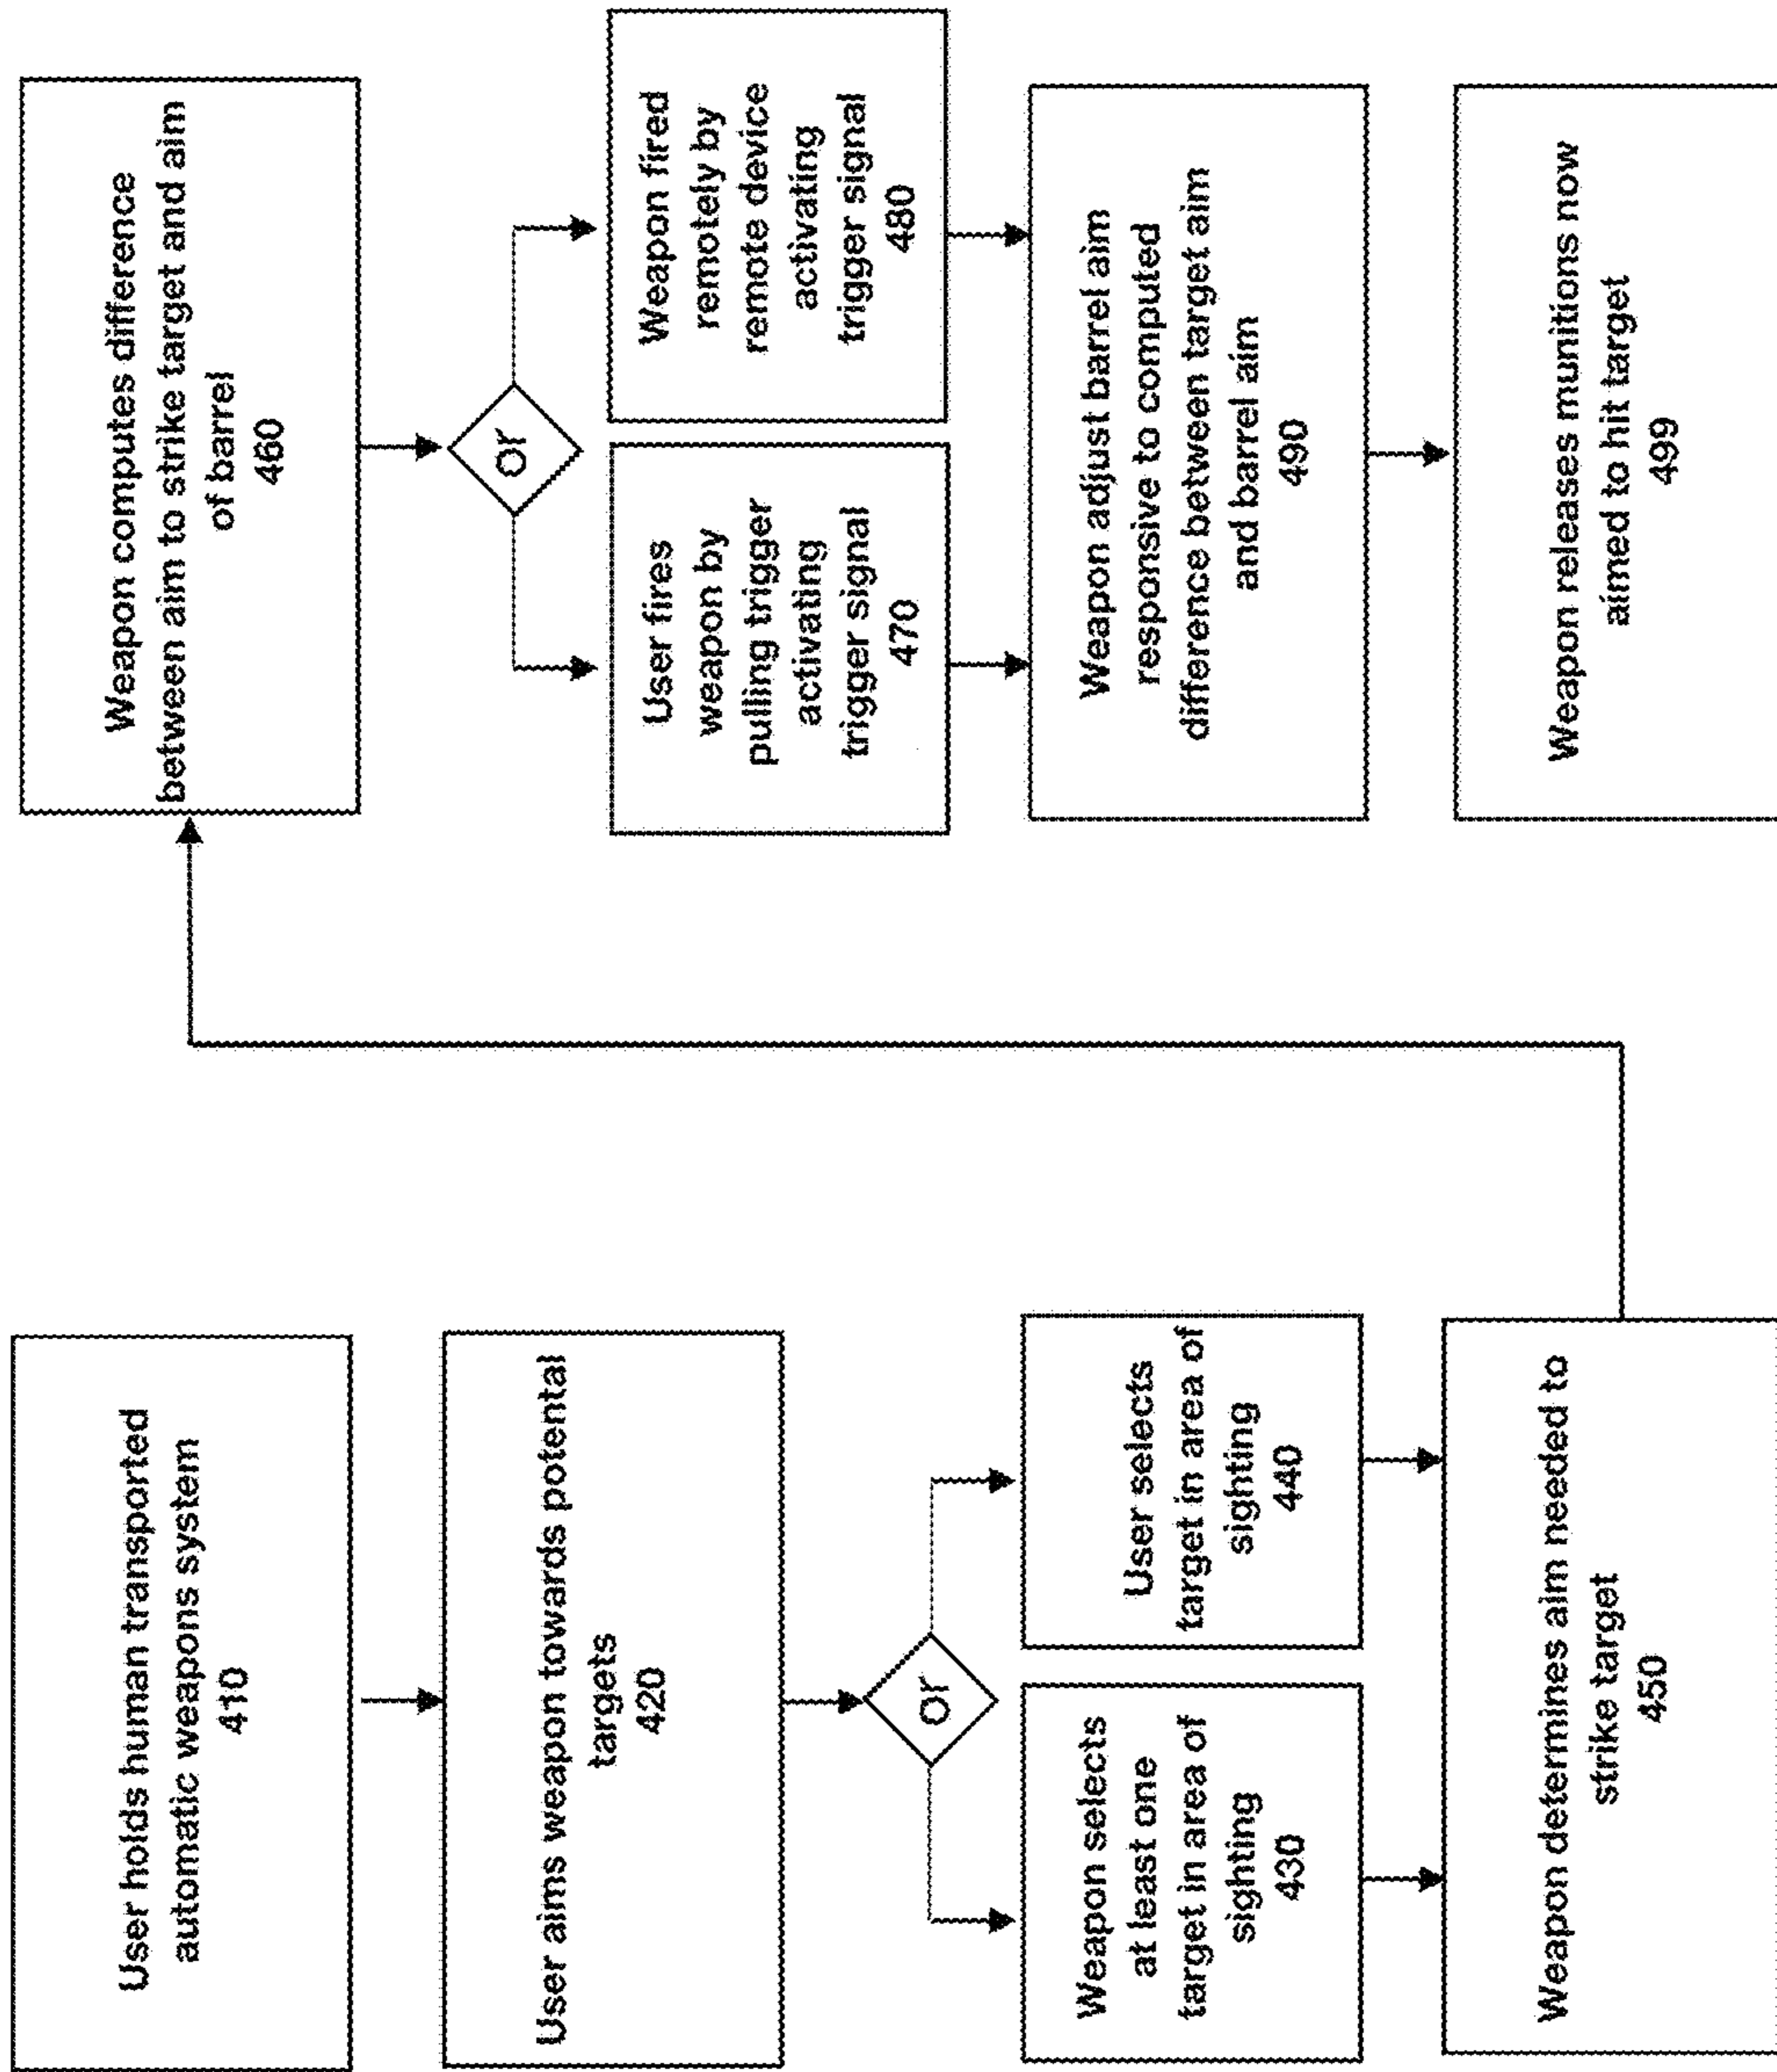 User holds human transported
automatic weapons system
410
User aims weapon towards potental
targets
420
or
Weapon selects
at least one
target in area of
sighting
430
User selects
target in area of
sighting
440
Weapon determines aim needed to
strike target
450
Weapon computes difference
between aim to strike target and aim
of barrel
460
or
User fires
weapon by
pulling trigger
activating
trigger signal
470
Weapon fired
remotely by
remote device
activating
trigger signal
480
Weapon adjust barrel aim
responsive to computed
difference between target aim
and barrel aim
490
Weapon releases munitions now
aimed to hit target
499